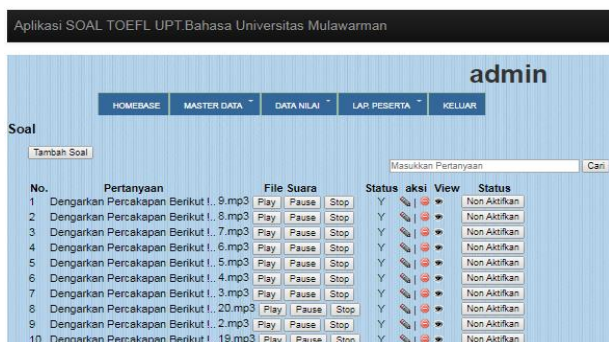 Aplikasi SOAL TOEFL UPT.Bahasa Universitas Mulawarman
admin
HOMEBASE MASTER DATA DATA NILAI LAP. PESERTA KELUAR
Soal
Tambah Soal
Masukkan Pertanyaan Cari
No. Pertanyaan File Suara Status aksi View Status
1 Dengarkan Percakapan Berikut !.. 9.mp3 Play Pause Stop Y | Non Aktifkan
2 Dengarkan Percakapan Berikut !.. 8.mp3 Play Pause Stop Y | Non Aktifkan
3 Dengarkan Percakapan Berikut !.. 7.mp3 Play Pause Stop Y | Non Aktifkan
4 Dengarkan Percakapan Berikut !.. 6.mp3 Play Pause Stop Y | Non Aktifkan
5 Dengarkan Percakapan Berikut !.. 5.mp3 Play Pause Stop Y | Non Aktifkan
6 Dengarkan Percakapan Berikut !.. 4.mp3 Play Pause Stop Y | Non Aktifkan
7 Dengarkan Percakapan Berikut !.. 3.mp3 Play Pause Stop Y | Non Aktifkan
8 Dengarkan Percakapan Berikut !.. 20.mp3 Play Pause Stop Y | Non Aktifkan
9 Dengarkan Percakapan Berikut !.. 2.mp3 Play Pause Stop Y | Non Aktifkan
10 Dengarkan Percakapan Berikut !.. 19.mp3 Play Pause Stop Y | Non Aktifkan